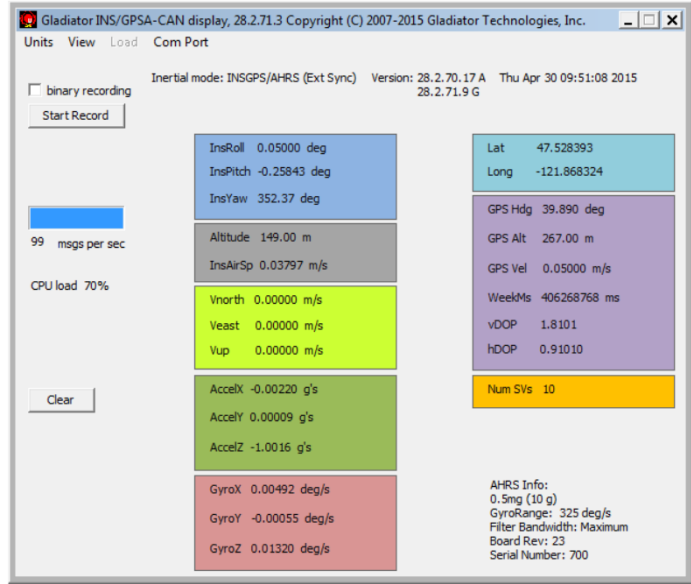 Gladiator INS/GPSA-CAN display, 28.2.71.3 Copyright (C) 2007-2015 Gladiator Technologies, Inc.
Units View Load Com Port
Inertial mode: INSGPS/AHRS (Ext Sync) Version: 28.2.70.17 A Thu Apr 30 09:51:08 2015
28.2.71.9 G
binary recording
Start Record
99 msgs per sec
CPU load 70%
Clear
InsRoll 0.05000 deg
InsPitch -0.25843 deg
InsYaw 352.37 deg
Altitude 149.00 m
InsAirSp 0.03797 m/s
Vnorth 0.00000 m/s
Veast 0.00000 m/s
Vup 0.00000 m/s
AccelX -0.00220 g's
AccelY 0.00009 g's
AccelZ -1.0016 g's
GyroX 0.00492 deg/s
GyroY -0.00055 deg/s
GyroZ 0.01320 deg/s
Lat 47.528393
Long -121.868324
GPS Hdg 39.890 deg
GPS Alt 267.00 m
GPS Vel 0.05000 m/s
WeekMs 406268768 ms
vDOP 1.8101
hDOP 0.91010
Num SVs 10
AHRS Info:
0.5mg (10 g)
GyroRange: 325 deg/s
Filter Bandwidth: Maximum
Board Rev: 23
Serial Number: 700